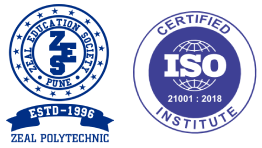 ZEAL EDUCATION SOCIETY
ZES
PUNE
ESTD-1996
ZEAL POLYTECHNIC
CERTIFIED
ISO
21001 : 2018
INSTITUTE